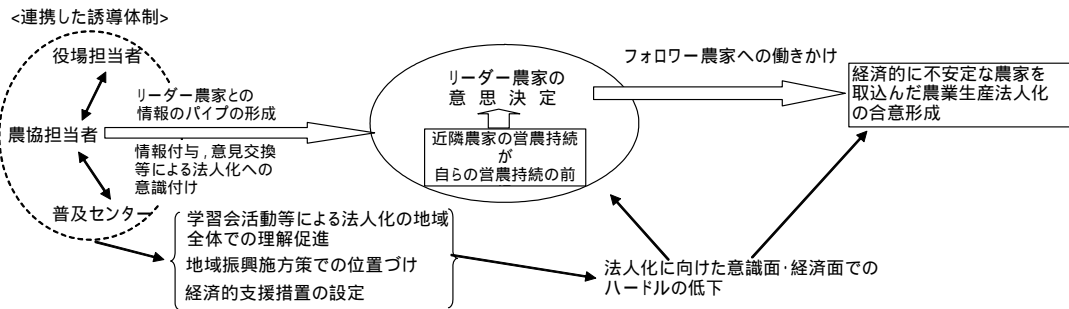 <連携した誘導体制>
役場担当者
農協担当者
普及センター
リーダー農家との
情報のパイプの形成
情報付与,意見交換
等による法人化への
意識付け
リーダー農家の
意思決定
近隣農家の営農持続
が
自らの営農持続の前
フォロワー農家への働きかけ
経済的に不安定な農家を
取込んだ農業生産法人化
の合意形成
学習会活動等による法人化の地域
全体での理解促進
地域振興施方策での位置づけ
経済的支援措置の設定
法人化に向けた意識面・経済面での
ハードルの低下